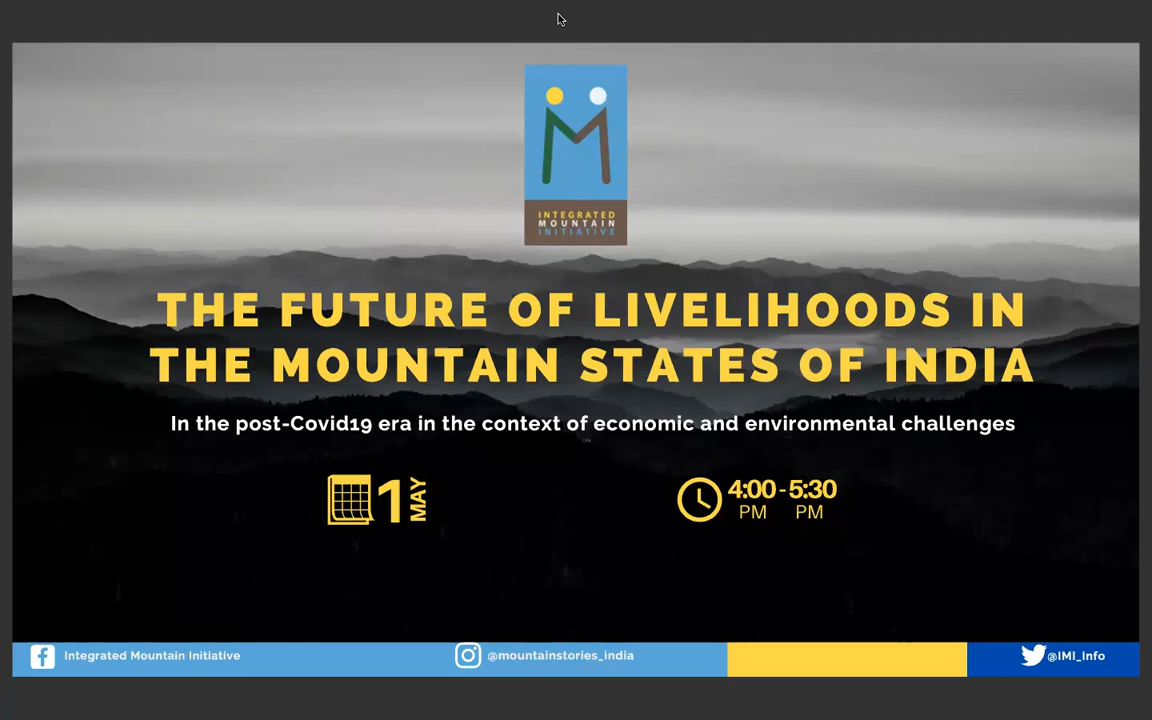 INTEGRATED
MOUNTAIN
INITIATIVE
THE FUTURE OF LIVELIHOODS IN
THE MOUNTAIN STATES OF INDIA
In the post-Covid19 era in the context of economic and environmental challenges
1 MAY
4:00 PM - 5:30 PM
Integrated Mountain Initiative
@mountainstories_india
@IMI_Info